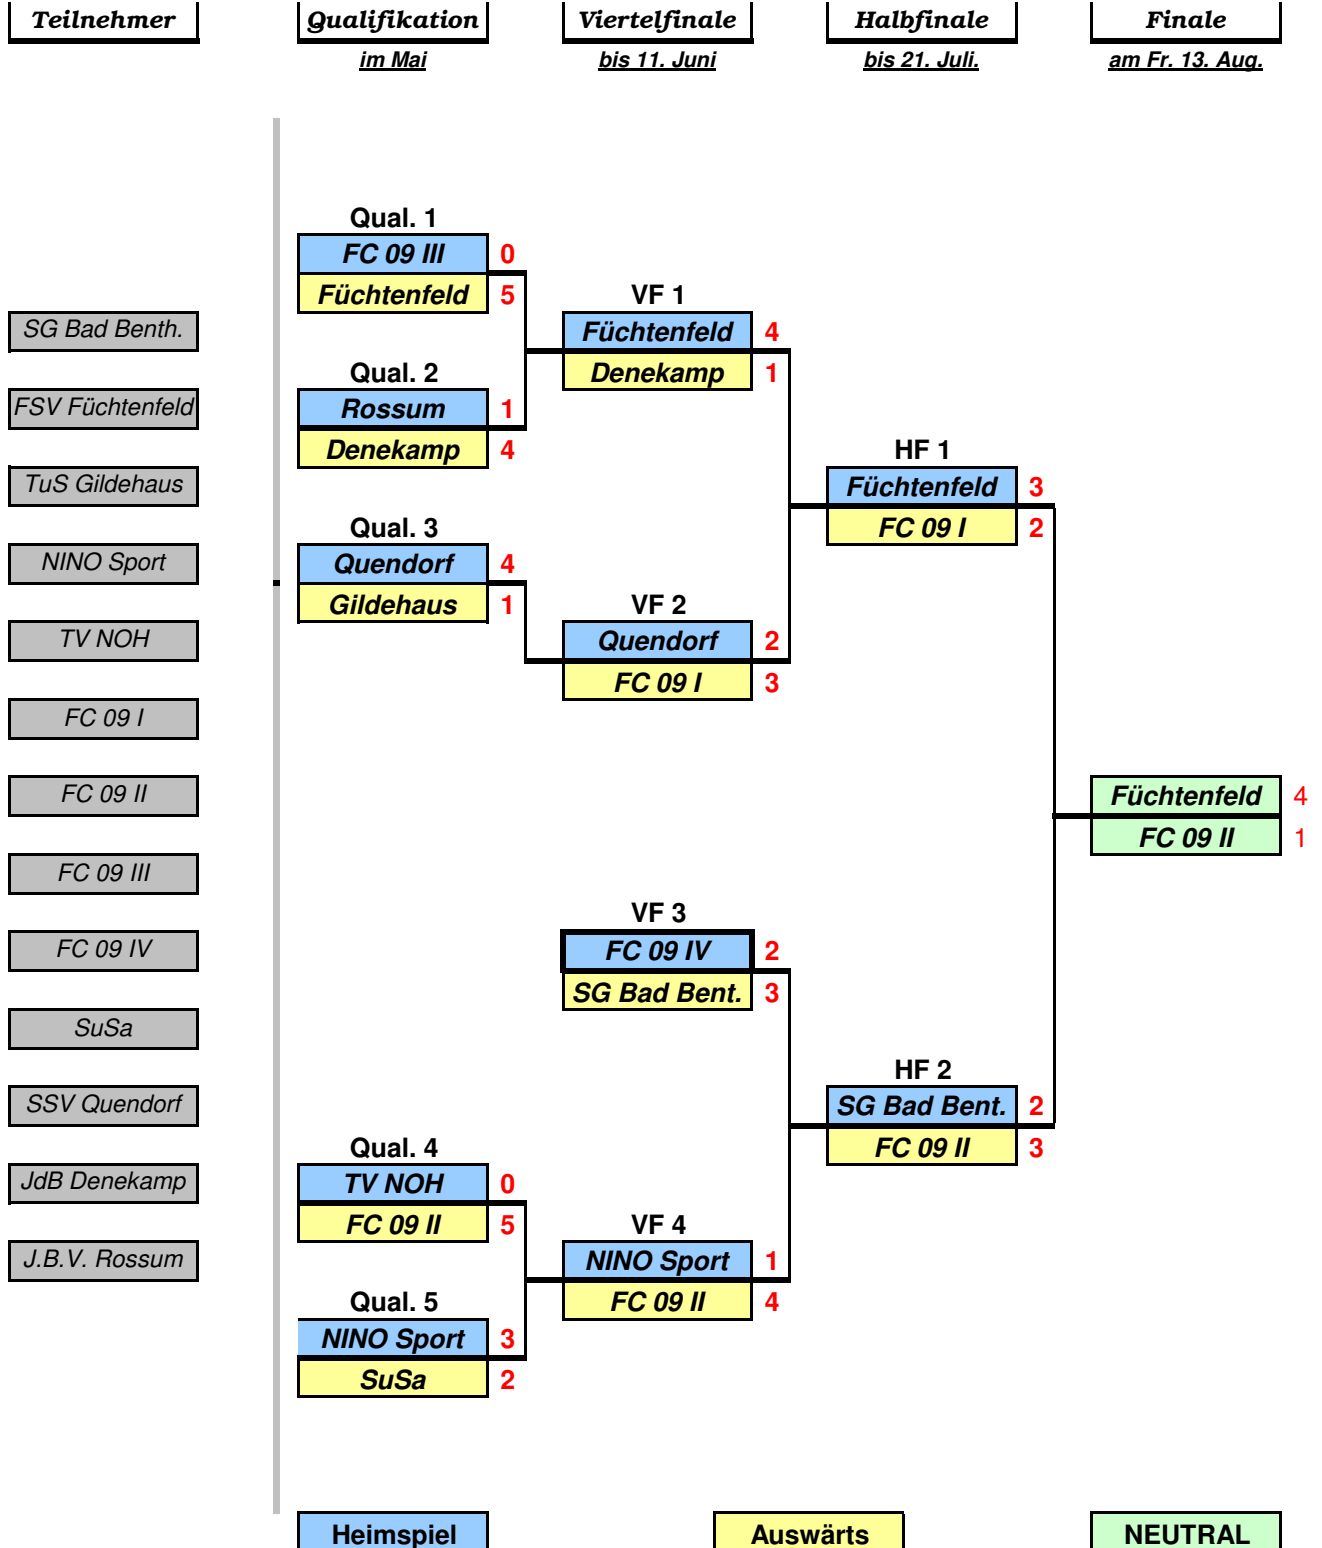 Teilnehmer
Qualifikation
Viertelfinale
Halbfinale
Finale
im Mai
bis 11. Juni
bis 21. Juli.
am Fr. 13. Aug.
SG Bad Benth.
FSV Füchtenfeld
TuS Gildehaus
NINO Sport
TV NOH
FC 09 I
FC 09 II
FC 09 III
FC 09 IV
SuSa
SSV Quendorf
JdB Denekamp
J.B.V. Rossum
Qual. 1
FC 09 III 0
Füchtenfeld 5
Qual. 2
Rossum 1
Denekamp 4
Qual. 3
Quendorf 4
Gildehaus 1
Qual. 4
TV NOH 0
FC 09 II 5
Qual. 5
NINO Sport 3
SuSa 2
VF 1
Füchtenfeld 4
Denekamp 1
VF 2
Quendorf 2
FC 09 I 3
VF 3
FC 09 IV 2
SG Bad Bent. 3
VF 4
NINO Sport 1
FC 09 II 4
HF 1
Füchtenfeld 3
FC 09 I 2
HF 2
SG Bad Bent. 2
FC 09 II 3
Füchtenfeld 4
FC 09 II 1
Heimspiel
Auswärts
NEUTRAL